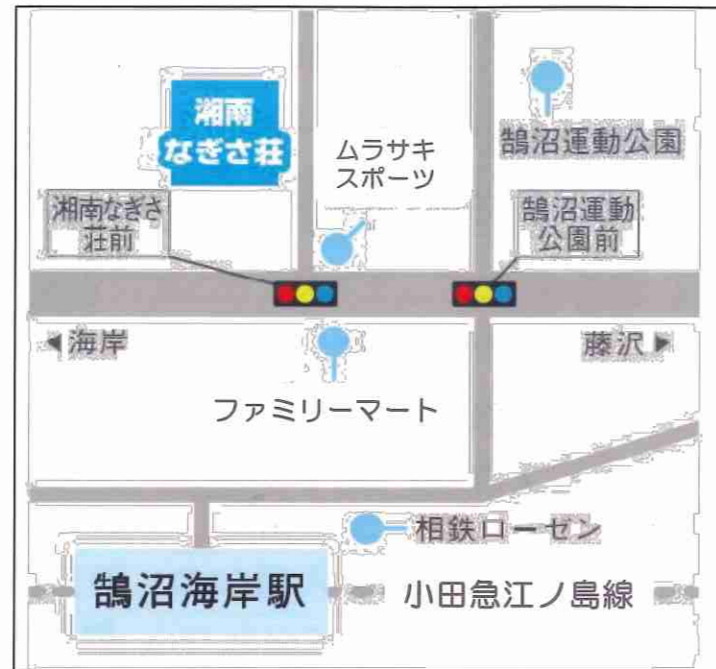 湘南
なぎさ荘
鵠沼運動公園
ムラサキ
スポーツ
湘南なぎさ
荘前
鵠沼運動
公園前
◀海岸
藤沢▶
ファミリーマート
相鉄ローゼン
鵠沼海岸駅
小田急江ノ島線